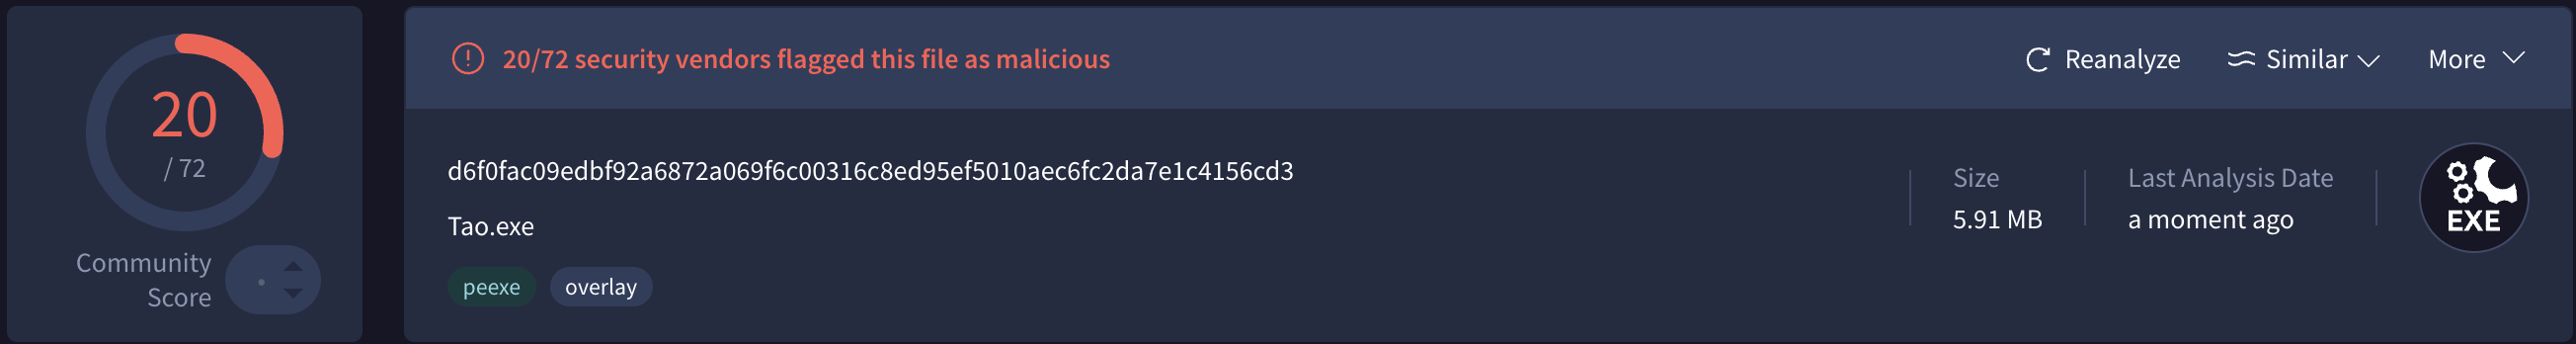 20
/ 72
Community
Score
20/72 security vendors flagged this file as malicious
Reanalyze
Similar
More
d6f0fac09edbf92a6872a069f6c00316c8ed95ef5010aec6fc2da7e1c4156cd3
Tao.exe
peexe
overlay
Size
5.91 MB
Last Analysis Date
a moment ago
EXE